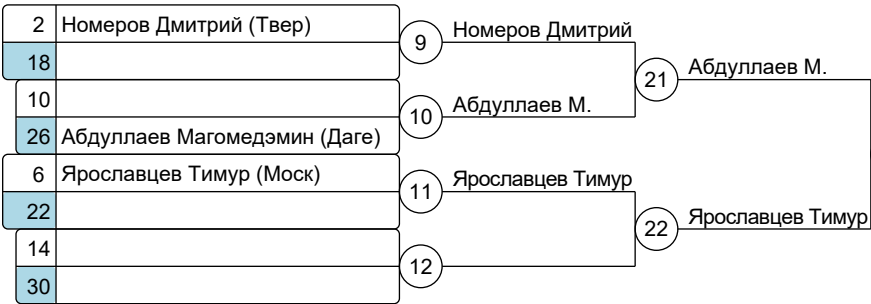 2 Номеров Дмитрий (Твер)
18
9 Номеров Дмитрий
10
26 Абдуллаев Магомедэмин (Даге)
10 Абдуллаев М.
21 Абдуллаев М.
6 Ярославцев Тимур (Моск)
22
11 Ярославцев Тимур
14
30
12
22 Ярославцев Тимур